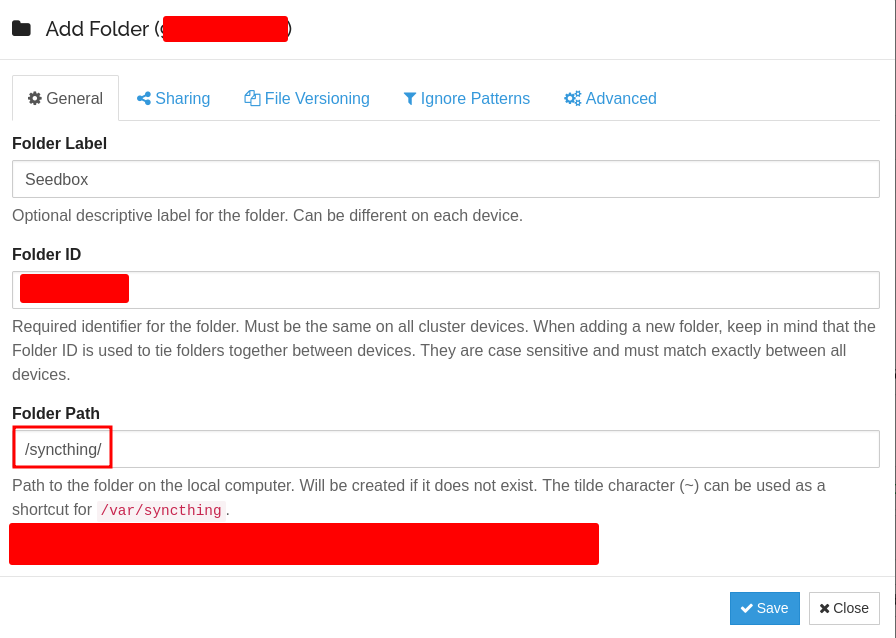 Add Folder (
General Sharing File Versioning Ignore Patterns Advanced
Folder Label
Seedbox
Optional descriptive label for the folder. Can be different on each device.
Folder ID
Required identifier for the folder. Must be the same on all cluster devices. When adding a new folder, keep in mind that the
Folder ID is used to tie folders together between devices. They are case sensitive and must match exactly between all
devices.
Folder Path
/syncthing/
Path to the folder on the local computer. Will be created if it does not exist. The tilde character (~) can be used as a
shortcut for /var/syncthing.
Save Close